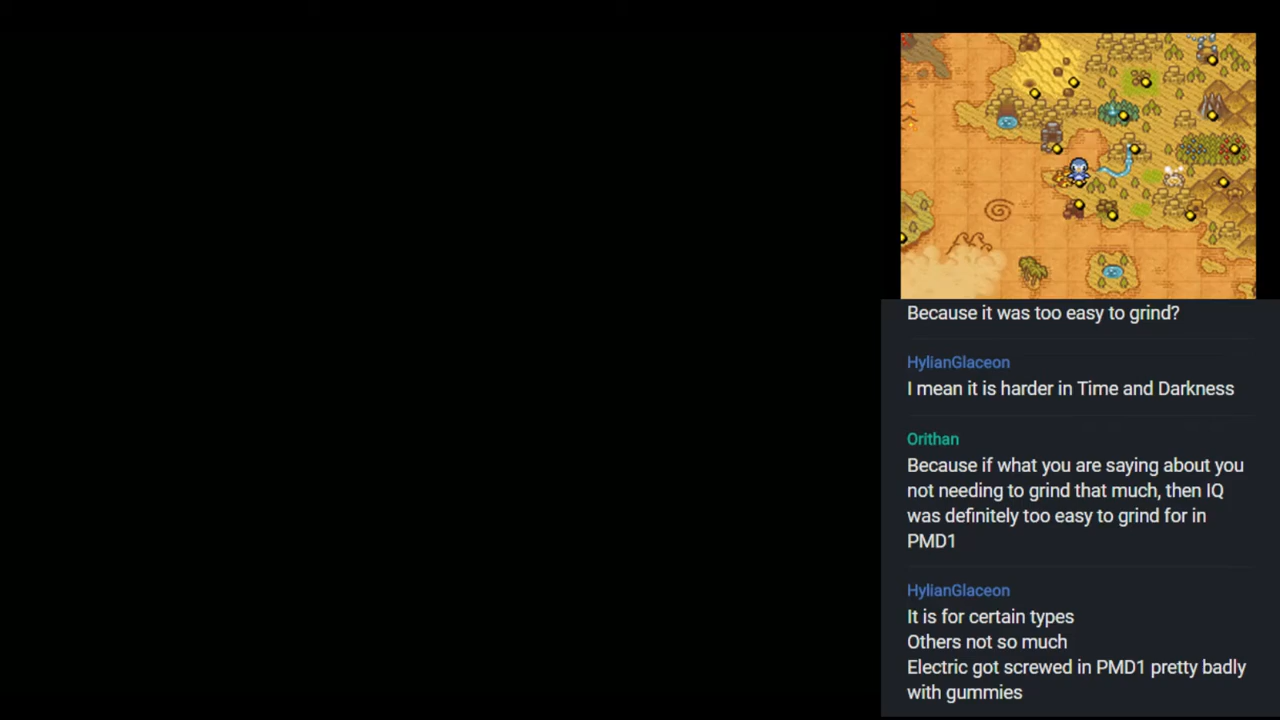 Because it was too easy to grind?
HylianGlaceon
I mean it is harder in Time and Darkness
Orithan
Because if what you are saying about you
not needing to grind that much, then IQ
was definitely too easy to grind for in
PMD1
HylianGlaceon
It is for certain types
Others not so much
Electric got screwed in PMD1 pretty badly
with gummies